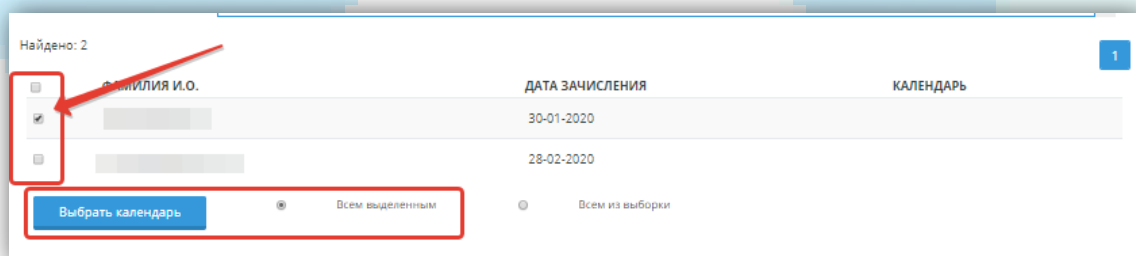 Найдено: 2
1
ФАМИЛИЯ И.О. ДАТА ЗАЧИСЛЕНИЯ КАЛЕНДАРЬ
30-01-2020
28-02-2020
Выбрать календарь Всем выделенным Всем из выборки